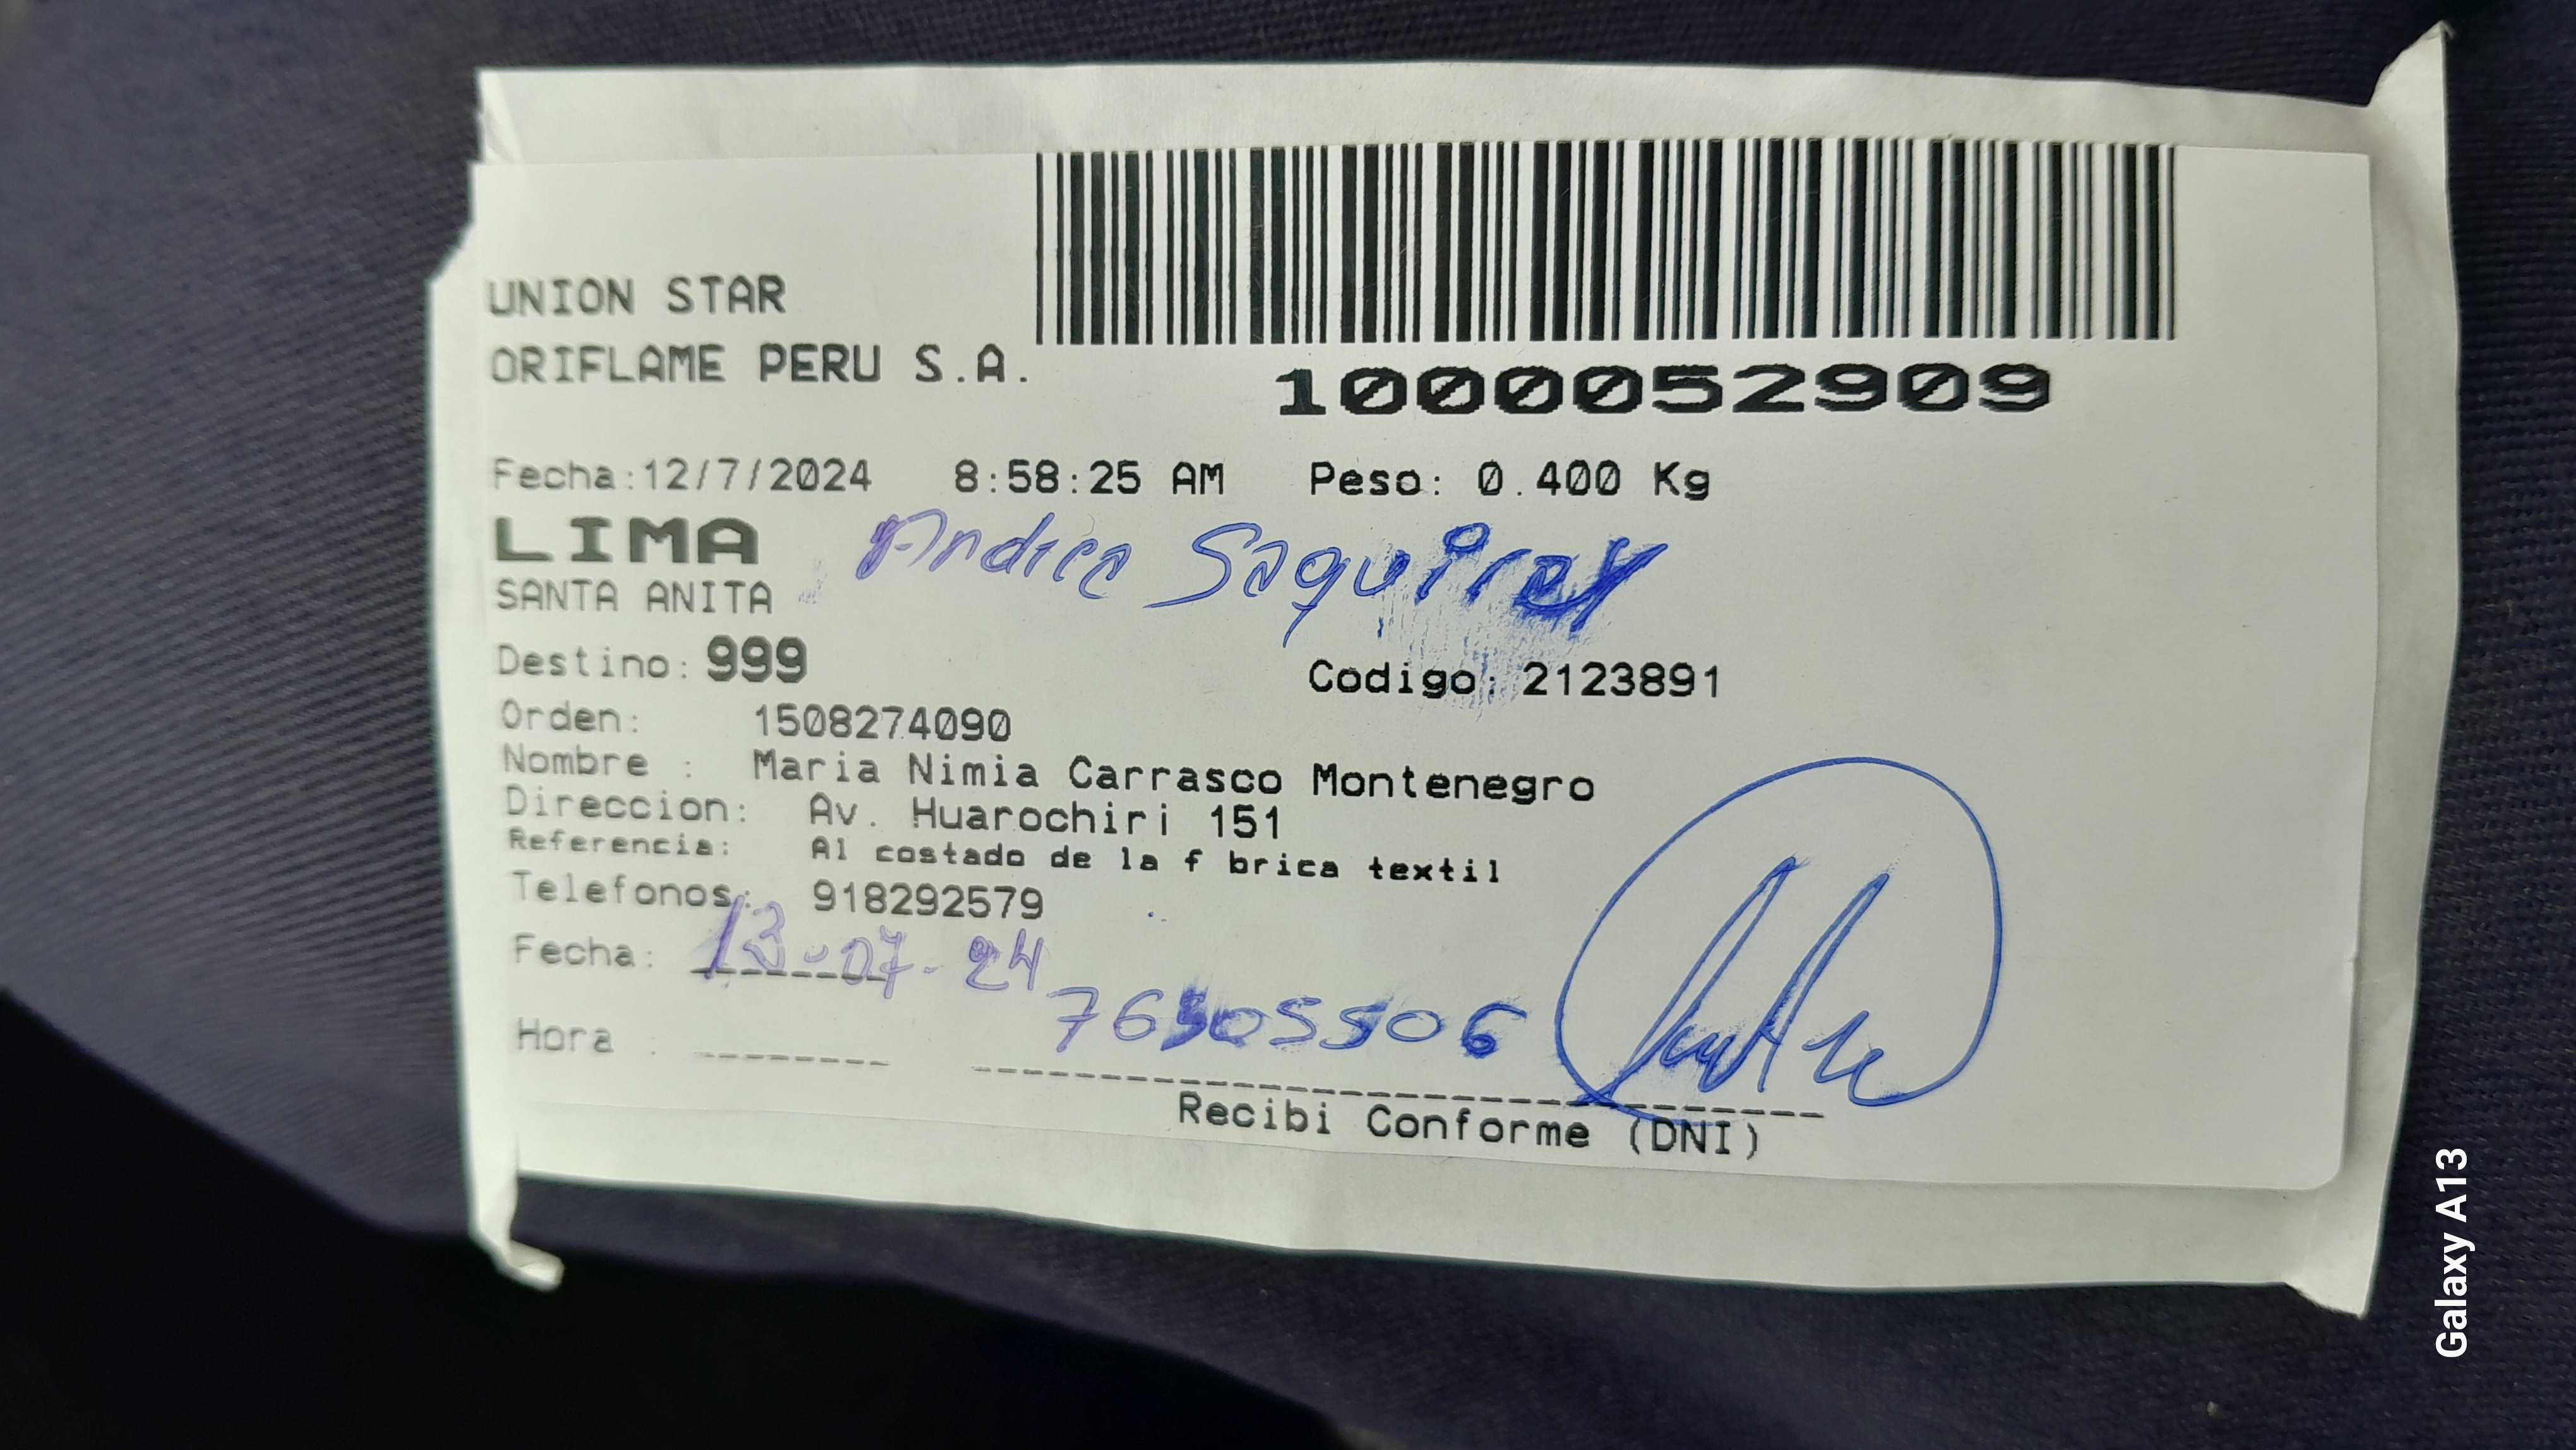 UNION STAR
ORIFLAME PERU S.A.
1000052909
Fecha:12/7/2024 8:58:25 AM Peso: 0.400 Kg
LIMA
SANTA ANITA
Destino: 999
Codigo: 2123891
Orden: 1508274090
Nombre : Maria Nimia Carrasco Montenegro
Direccion: Av. Huarochiri 151
Referencia: Al costado de la f brica textil
Telefonos: 918292579
Fecha: 13-07-24
Hora :
Recibi Conforme (DNI)
Galaxy A13